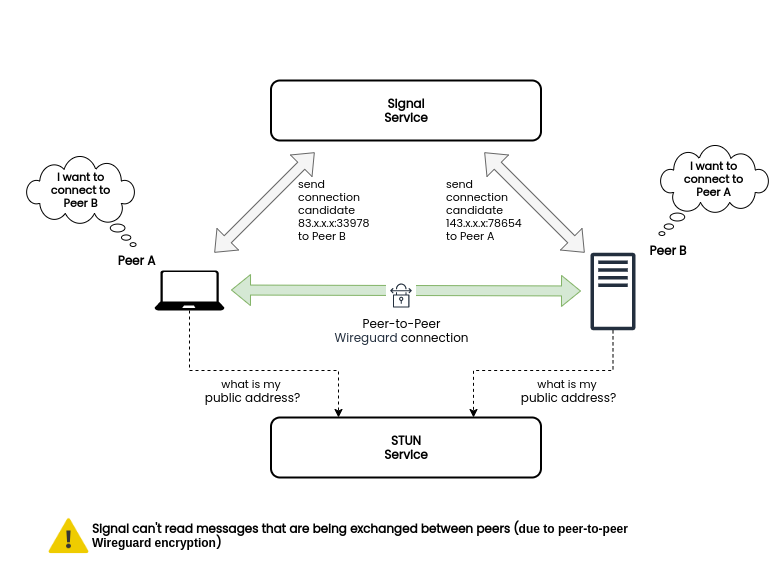 Signal
Service
I want to
connect to
Peer B
I want to
connect to
Peer A
send
connection
candidate
83.x.x.x:33978
to Peer B
send
connection
candidate
143.x.x.x:78654
to Peer A
Peer A
Peer B
Peer-to-Peer
Wireguard connection
what is my
public address?
what is my
public address?
STUN
Service
Signal can't read messages that are being exchanged between peers (due to peer-to-peer
Wireguard encryption)